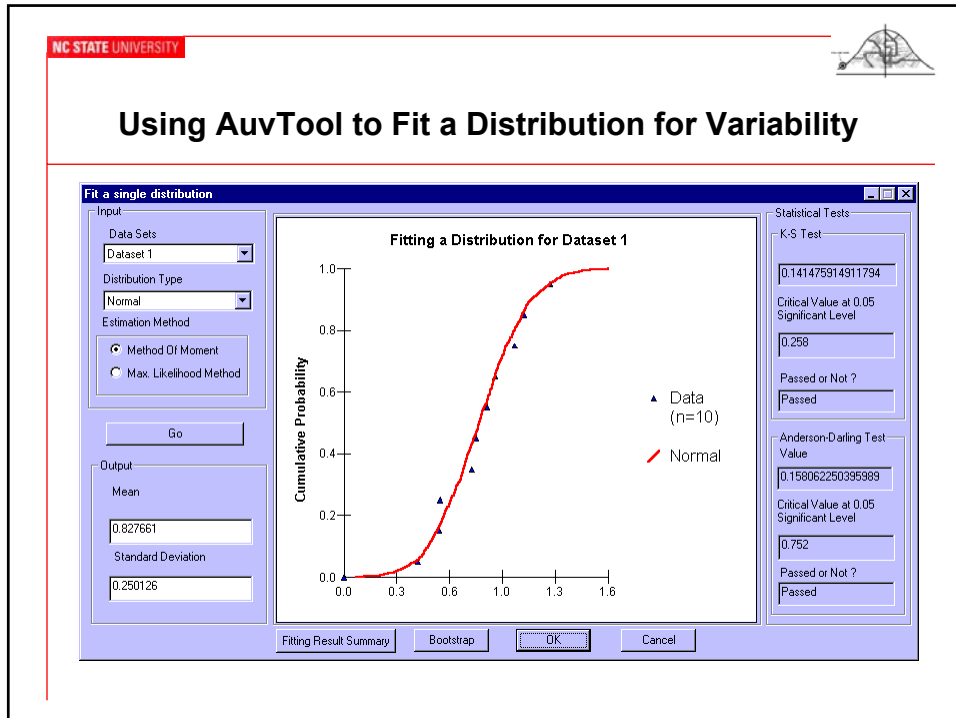 NC STATE UNIVERSITY
Using AuvTool to Fit a Distribution for Variability
Fit a single distribution
Input
Data Sets
Dataset 1
Distribution Type
Normal
Estimation Method
Method Of Moment
Max. Likelihood Method
Go
Output
Mean
0.827661
Standard Deviation
0.250126
Fitting a Distribution for Dataset 1
Cumulative Probability
1.0
0.8
0.6
0.4
0.2
0.0
0.0 0.3 0.6 1.0 1.3 1.6
Data
(n=10)
Normal
Statistical Tests
K-S Test
0.141475914911794
Critical Value at 0.05
Significant Level
0.258
Passed or Not ?
Passed
Anderson-Darling Test
Value
0.158062250395989
Critical Value at 0.05
Significant Level
0.752
Passed or Not ?
Passed
Fitting Result Summary
Bootstrap
OK
Cancel